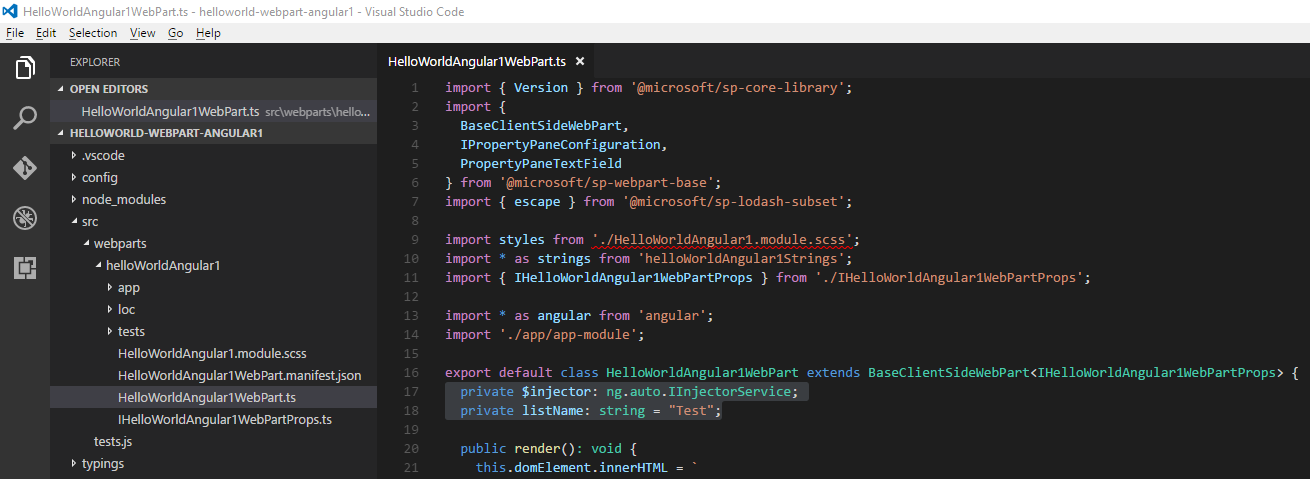 HelloWorldAngular1WebPart.ts - helloworld-webpart-angular1 - Visual Studio Code
File Edit Selection View Go Help
EXPLORER
OPEN EDITORS
HelloWorldAngular1WebPart.ts src\webparts\hello...
HELLOWORLD-WEBPART-ANGULAR1
.vscode
config
node_modules
src
webparts
helloWorldAngular1
app
loc
tests
HelloWorldAngular1.module.scss
HelloWorldAngular1WebPart.manifest.json
HelloWorldAngular1WebPart.ts
IHelloWorldAngular1WebPartProps.ts
tests.js
typings
HelloWorldAngular1WebPart.ts ×
1 import { Version } from '@microsoft/sp-core-library';
2 import {
3 BaseClientSideWebPart,
4 IPropertyPaneConfiguration,
5 PropertyPaneTextField
6 } from '@microsoft/sp-webpart-base';
7 import { escape } from '@microsoft/sp-lodash-subset';
8
9 import styles from './HelloWorldAngular1.module.scss';
10 import * as strings from 'helloWorldAngular1Strings';
11 import { IHelloWorldAngular1WebPartProps } from './IHelloWorldAngular1WebPartProps';
12
13 import * as angular from 'angular';
14 import './app/app-module';
15
16 export default class HelloWorldAngular1WebPart extends BaseClientSideWebPart<IHelloWorldAngular1WebPartProps> {
17 private $injector: ng.auto.IInjectorService;
18 private listName: string = "Test";
19
20 public render(): void {
21 this.domElement.innerHTML = `